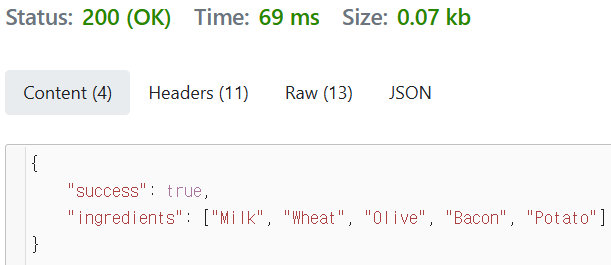 Status: 200 (OK) Time: 69 ms Size: 0.07 kb
Content (4) Headers (11) Raw (13) JSON
{
"success": true,
"ingredients": ["Milk", "Wheat", "Olive", "Bacon", "Potato"]
}